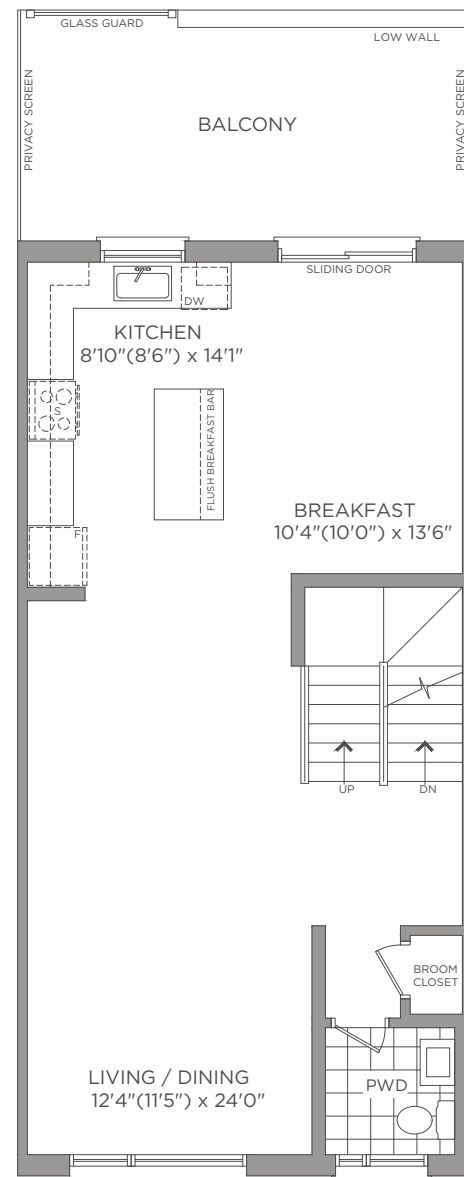 GLASS GUARD
LOW WALL
PRIVACY SCREEN
PRIVACY SCREEN
BALCONY
SLIDING DOOR
DW
KITCHEN
8'10"(8'6") x 14'1"
S
FLUSH BREAKFAST BAR
BREAKFAST
10'4"(10'0") x 13'6"
F
UP
DN
BROOM
CLOSET
LIVING / DINING
12'4"(11'5") x 24'0"
PWD